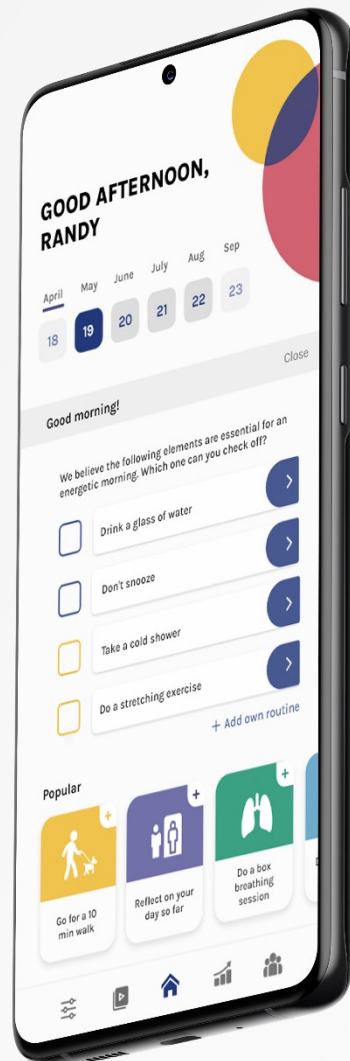 GOOD AFTERNOON,
RANDY
April May June July Aug Sep
18 19 20 21 22 23
Good morning!
Close
We believe the following elements are essential for an
energetic morning. Which one can you check off?
Drink a glass of water
Don't snooze
Take a cold shower
Do a stretching exercise
+ Add own routine
Popular
Go for a 10
min walk
Reflect on your
day so far
Do a box
breathing
session